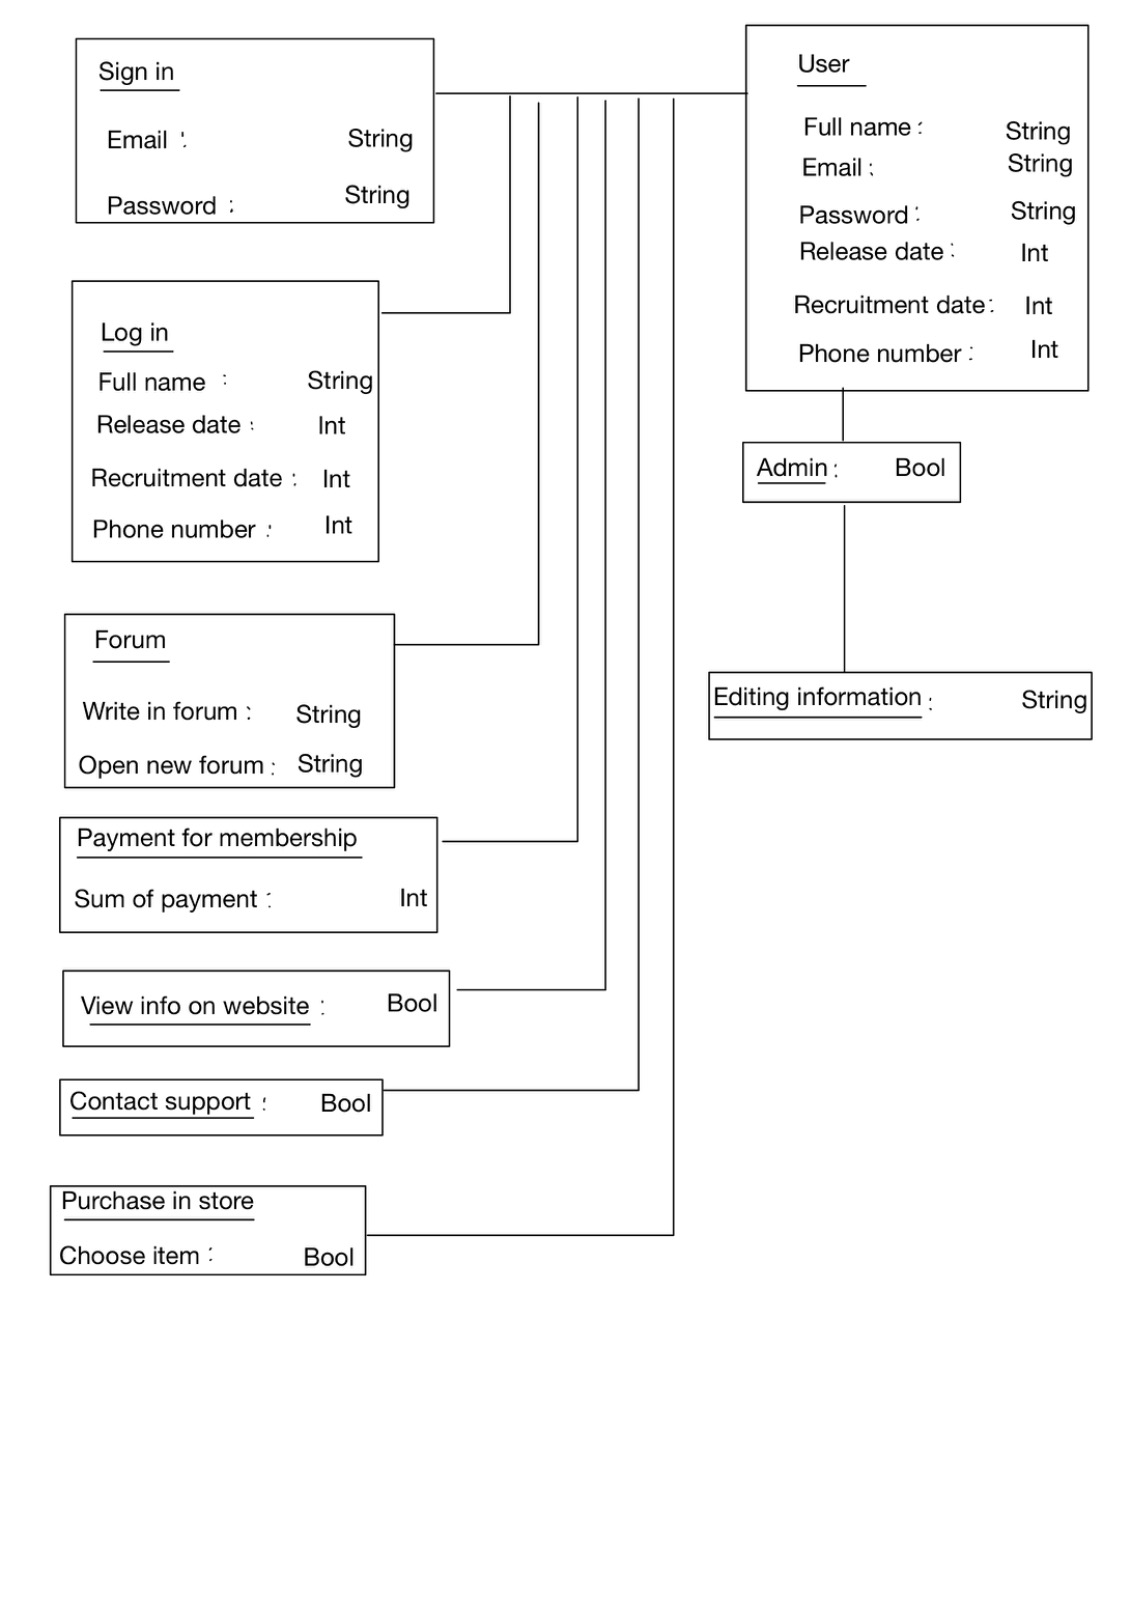 Sign in
Email : String
Password : String
Log in
Full name : String
Release date : Int
Recruitment date : Int
Phone number : Int
Forum
Write in forum : String
Open new forum : String
Payment for membership
Sum of payment : Int
View info on website : Bool
Contact support : Bool
Purchase in store
Choose item : Bool
User
Full name : String
Email : String
Password : String
Release date : Int
Recruitment date : Int
Phone number : Int
Admin : Bool
Editing information : String